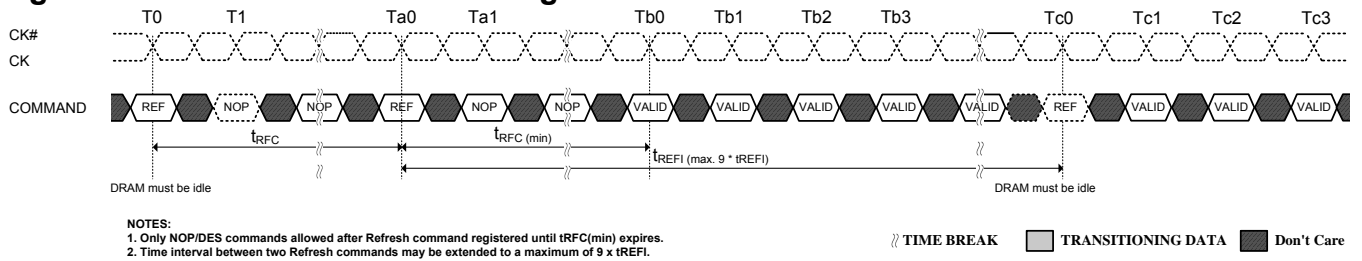 T0 T1 Ta0 Ta1 Tb0 Tb1 Tb2 Tb3 Tc0 Tc1 Tc2 Tc3
CK#
CK
COMMAND REF NOP NOP REF NOP NOP VALID VALID VALID VALID VALID REF VALID VALID VALID
tRFC tRFC (min)
tREFI (max. 9 * tREFI)
DRAM must be idle DRAM must be idle
NOTES:
1. Only NOP/DES commands allowed after Refresh command registered until tRFC(min) expires.
2. Time interval between two Refresh commands may be extended to a maximum of 9 x tREFI.
TIME BREAK TRANSITIONING DATA Don't Care